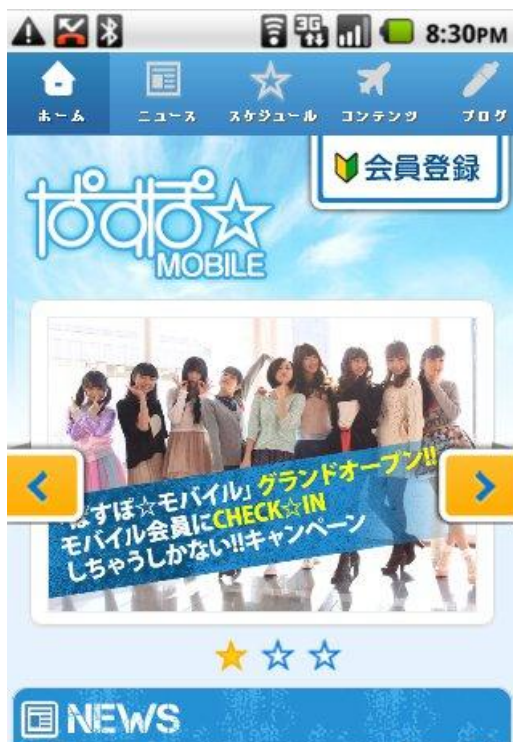 3G
8:30PM
ホーム
ニュース
スケジュール
コンテンツ
ブログ
会員登録
ぱすぽ☆
MOBILE
「ぱすぽ☆モバイル」グランドオープン!!
モバイル会員にCHECK☆IN
しちゃうしかない!!キャンペーン
NEWS